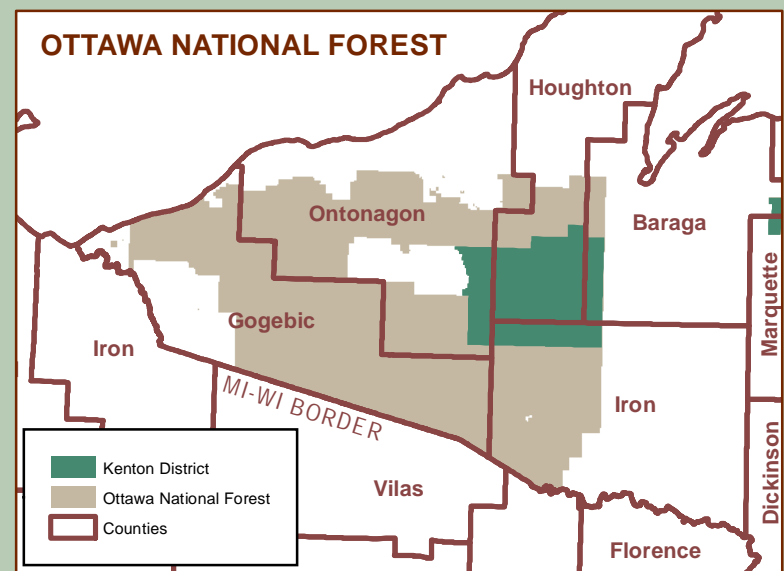 OTTAWA NATIONAL FOREST
Houghton
Ontonagon
Baraga
Marquette
Gogebic
Iron
Iron
MI-WI BORDER
Dickinson
Vilas
Florence
Kenton District
Ottawa National Forest
Counties